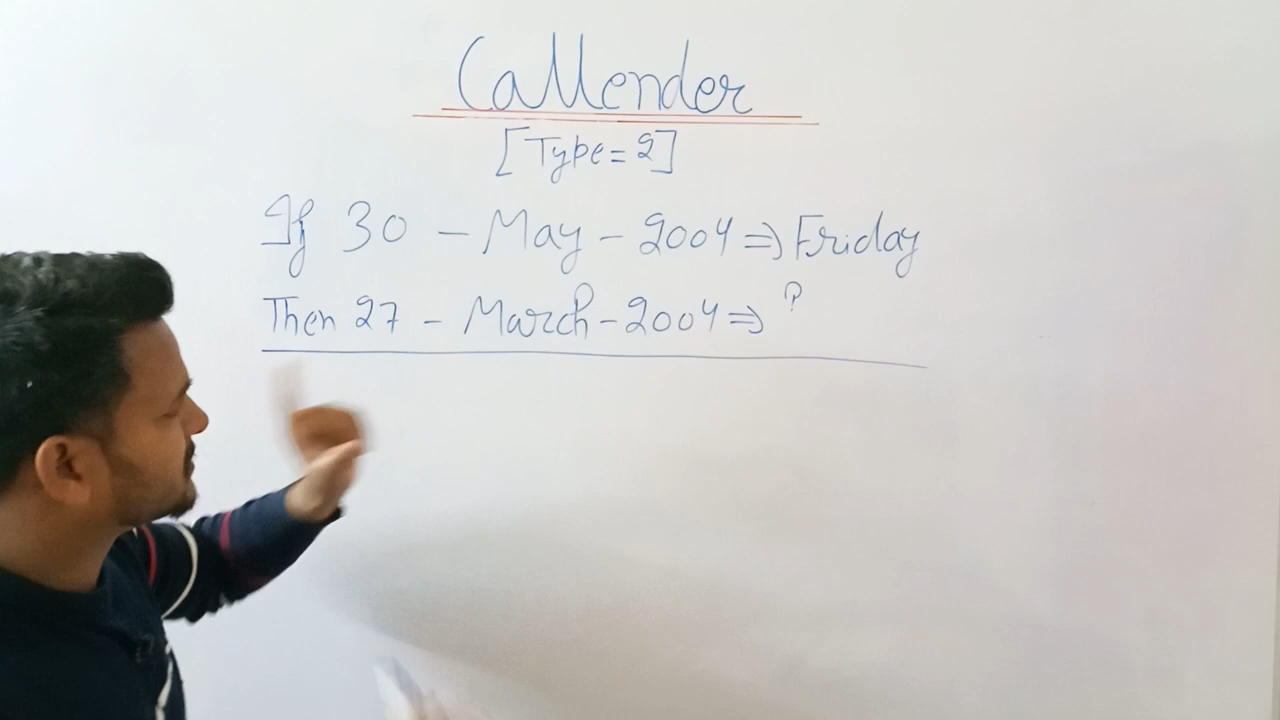 Callender
[Type=2]
If 30 - May - 2004 ⇒ Friday
Then 27 - March - 2004 ⇒ ?